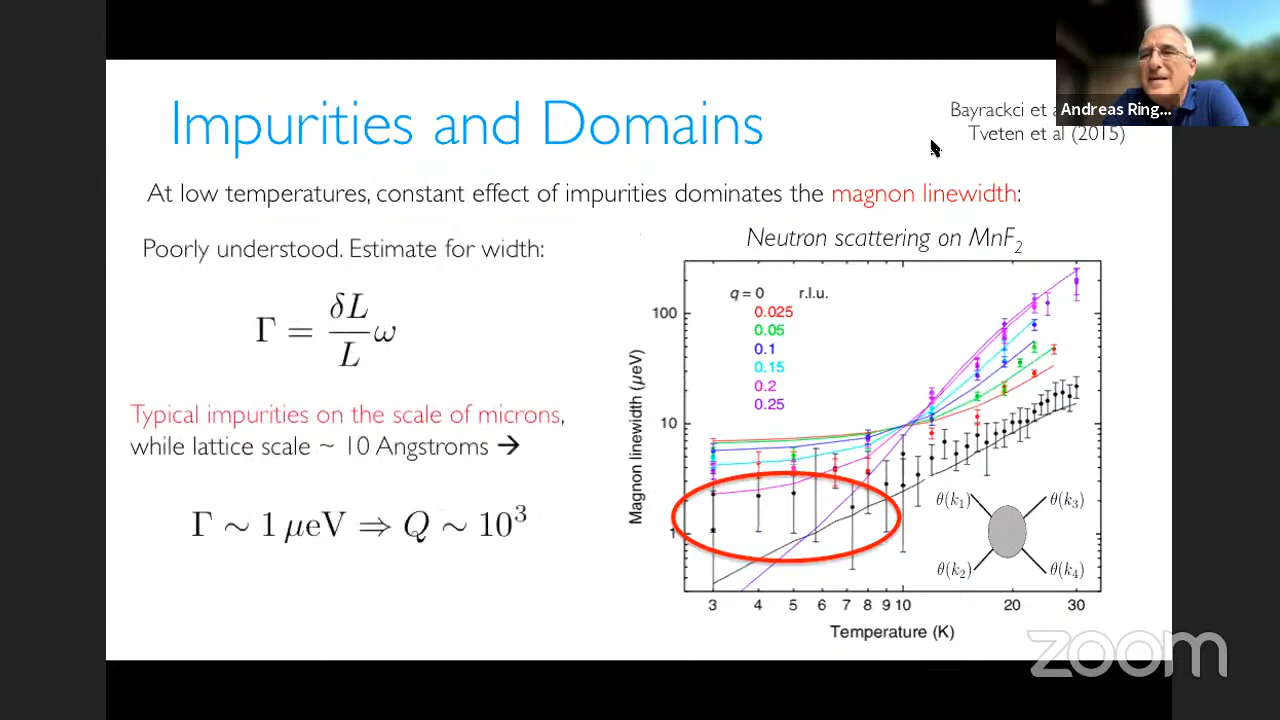 Impurities and Domains
Bayrackci et
Andreas Ring...
Tveten et al (2015)
At low temperatures, constant effect of impurities dominates the magnon linewidth:
Poorly understood. Estimate for width:
Γ = δL/L ω
Typical impurities on the scale of microns,
while lattice scale ~ 10 Angstroms →
Γ ∼ 1 μeV ⇒ Q ∼ 10³
Neutron scattering on MnF₂
q = 0 r.l.u.
0.025
0.05
0.1
0.15
0.2
0.25
Magnon linewidth (μeV)
100
10
1
3 4 5 6 7 8 9 10 20 30
Temperature (K)
θ(k₁) θ(k₃)
θ(k₂) θ(k₄)
zoom